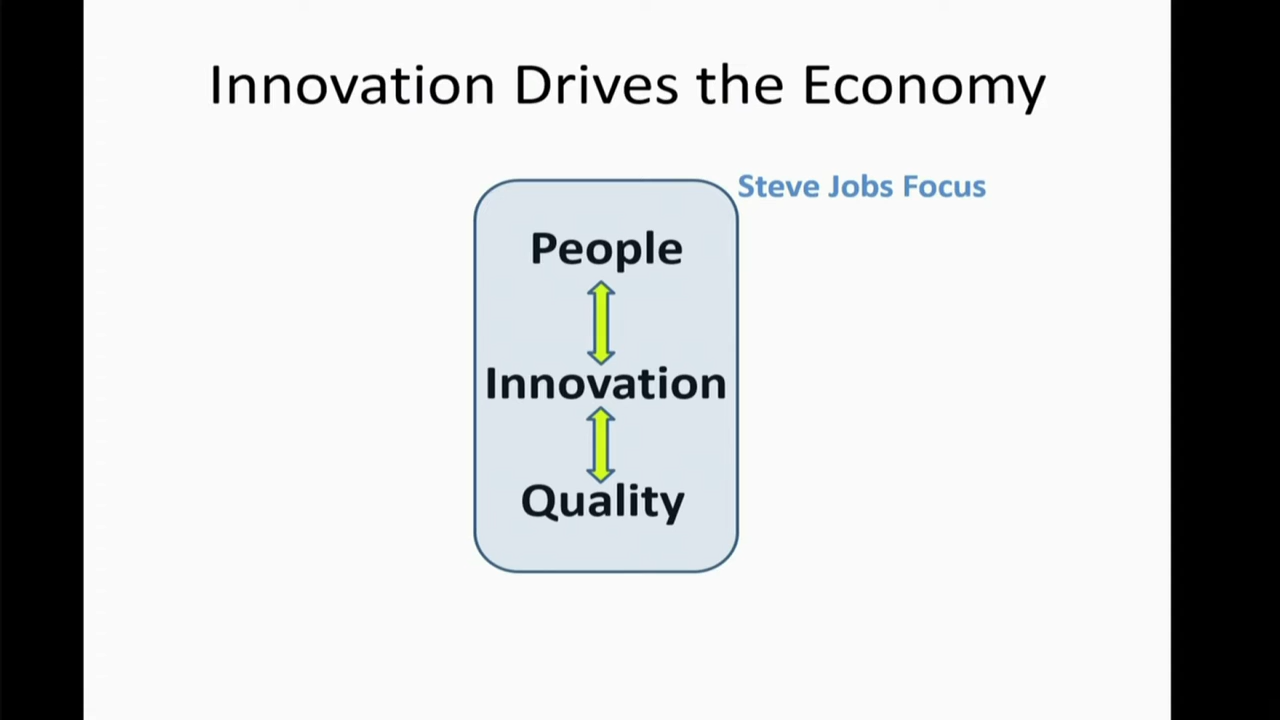 Innovation Drives the Economy
Steve Jobs Focus
People
Innovation
Quality